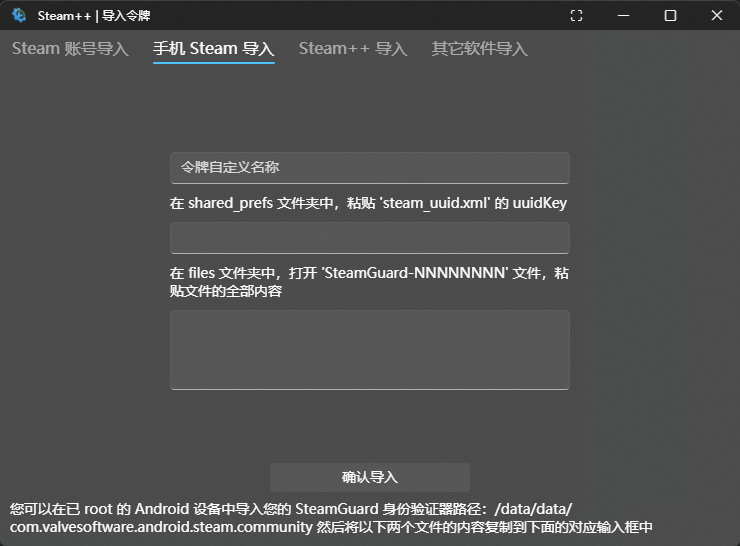 Steam++ | 导入令牌
Steam 账号导入 手机 Steam 导入 Steam++ 导入 其它软件导入
令牌自定义名称
在 shared_prefs 文件夹中，粘贴 'steam_uuid.xml' 的 uuidKey
在 files 文件夹中，打开 'SteamGuard-NNNNNNNN' 文件，粘
贴文件的全部内容
确认导入
您可以在已 root 的 Android 设备中导入您的 SteamGuard 身份验证器路径：/data/data/
com.valvesoftware.android.steam.community 然后将以下两个文件的内容复制到下面的对应输入框中